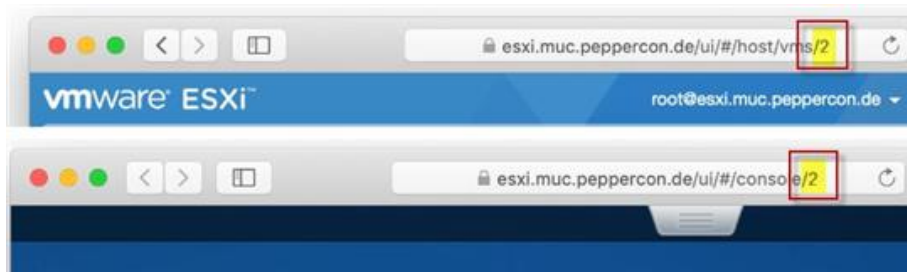 esxi.muc.peppercon.de/ui/#/host/vms/2
vmware® ESXi™
root@esxi.muc.peppercon.de
esxi.muc.peppercon.de/ui/#/console/2